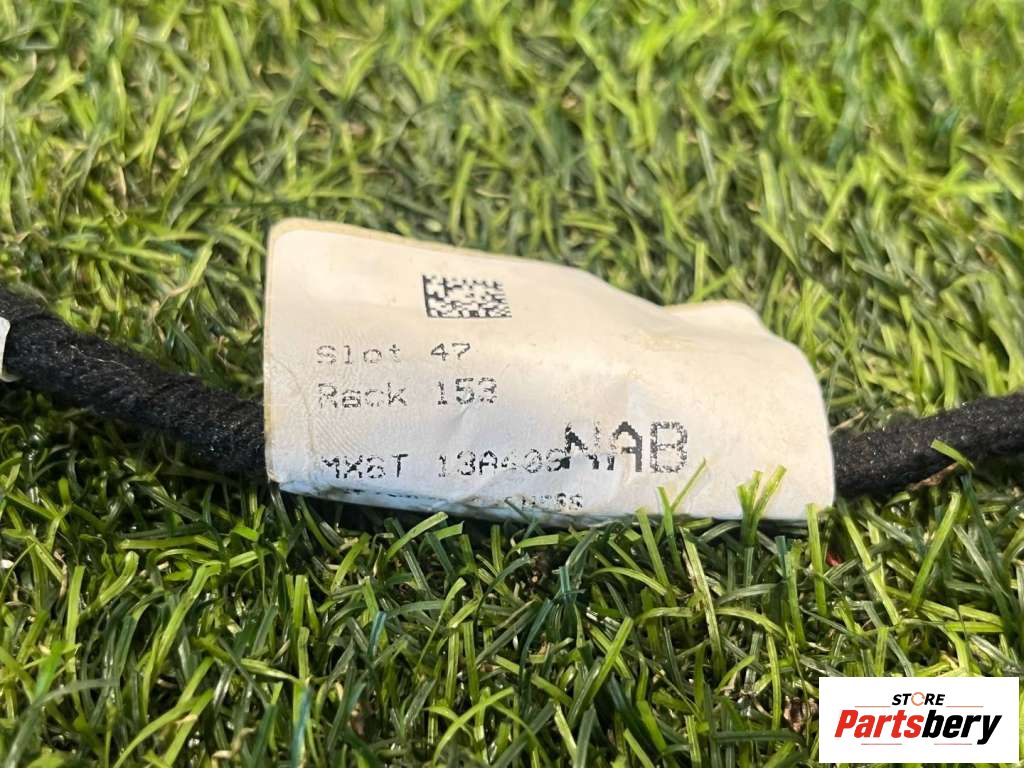 Slot 47
Rack 153
MX6T 13A409 NAB
STORE
Partsbery